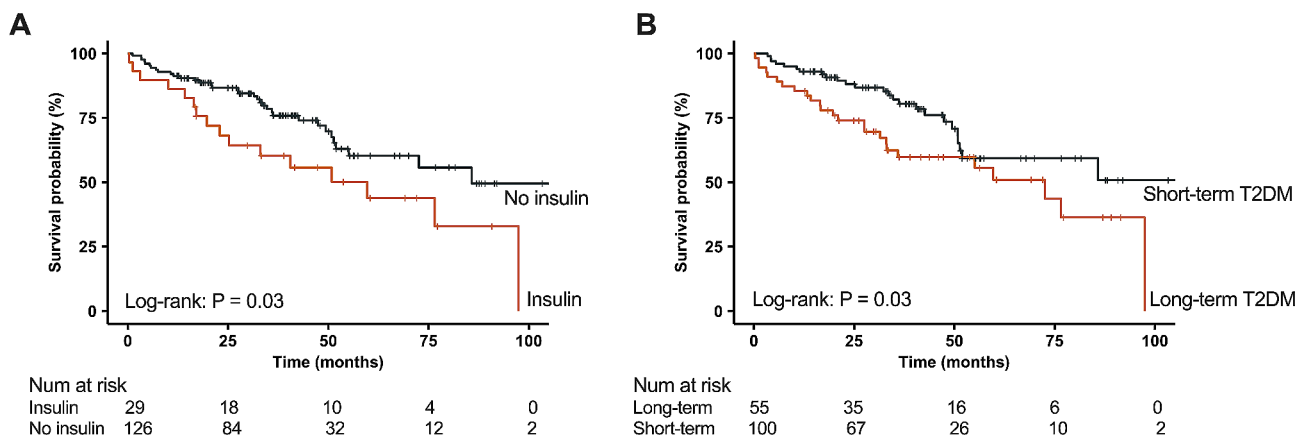 A
100
75
50
25
0
Survival probability (%)
No insulin
Insulin
Log-rank: P = 0.03
0 25 50 75 100
Time (months)
Num at risk
Insulin 29 18 10 4 0
No insulin 126 84 32 12 2
B
100
75
50
25
0
Survival probability (%)
Short-term T2DM
Long-term T2DM
Log-rank: P = 0.03
0 25 50 75 100
Time (months)
Num at risk
Long-term 55 35 16 6 0
Short-term 100 67 26 10 2